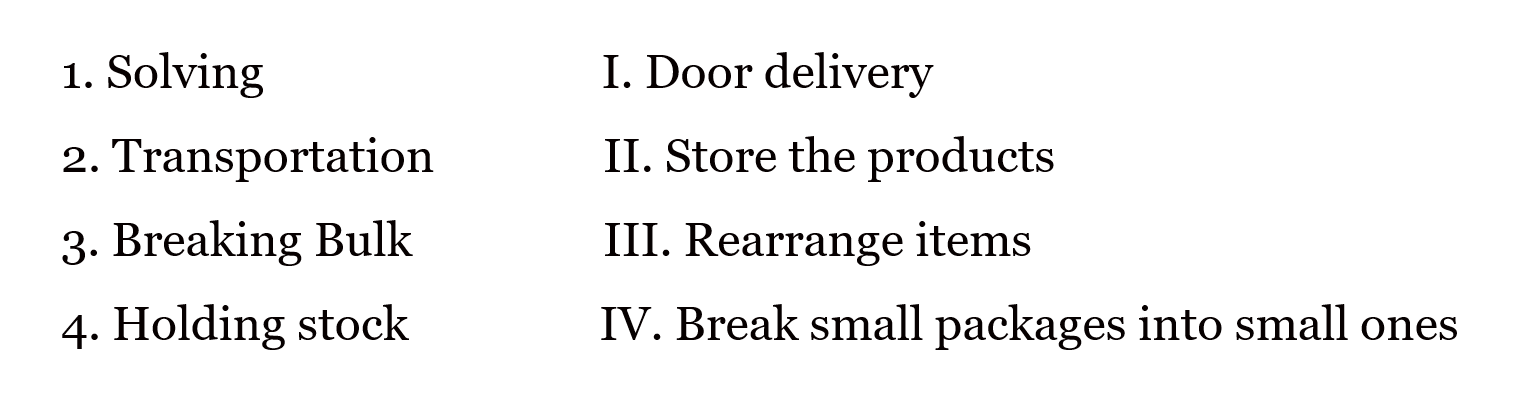 1. Solving I. Door delivery
2. Transportation II. Store the products
3. Breaking Bulk III. Rearrange items
4. Holding stock IV. Break small packages into small ones